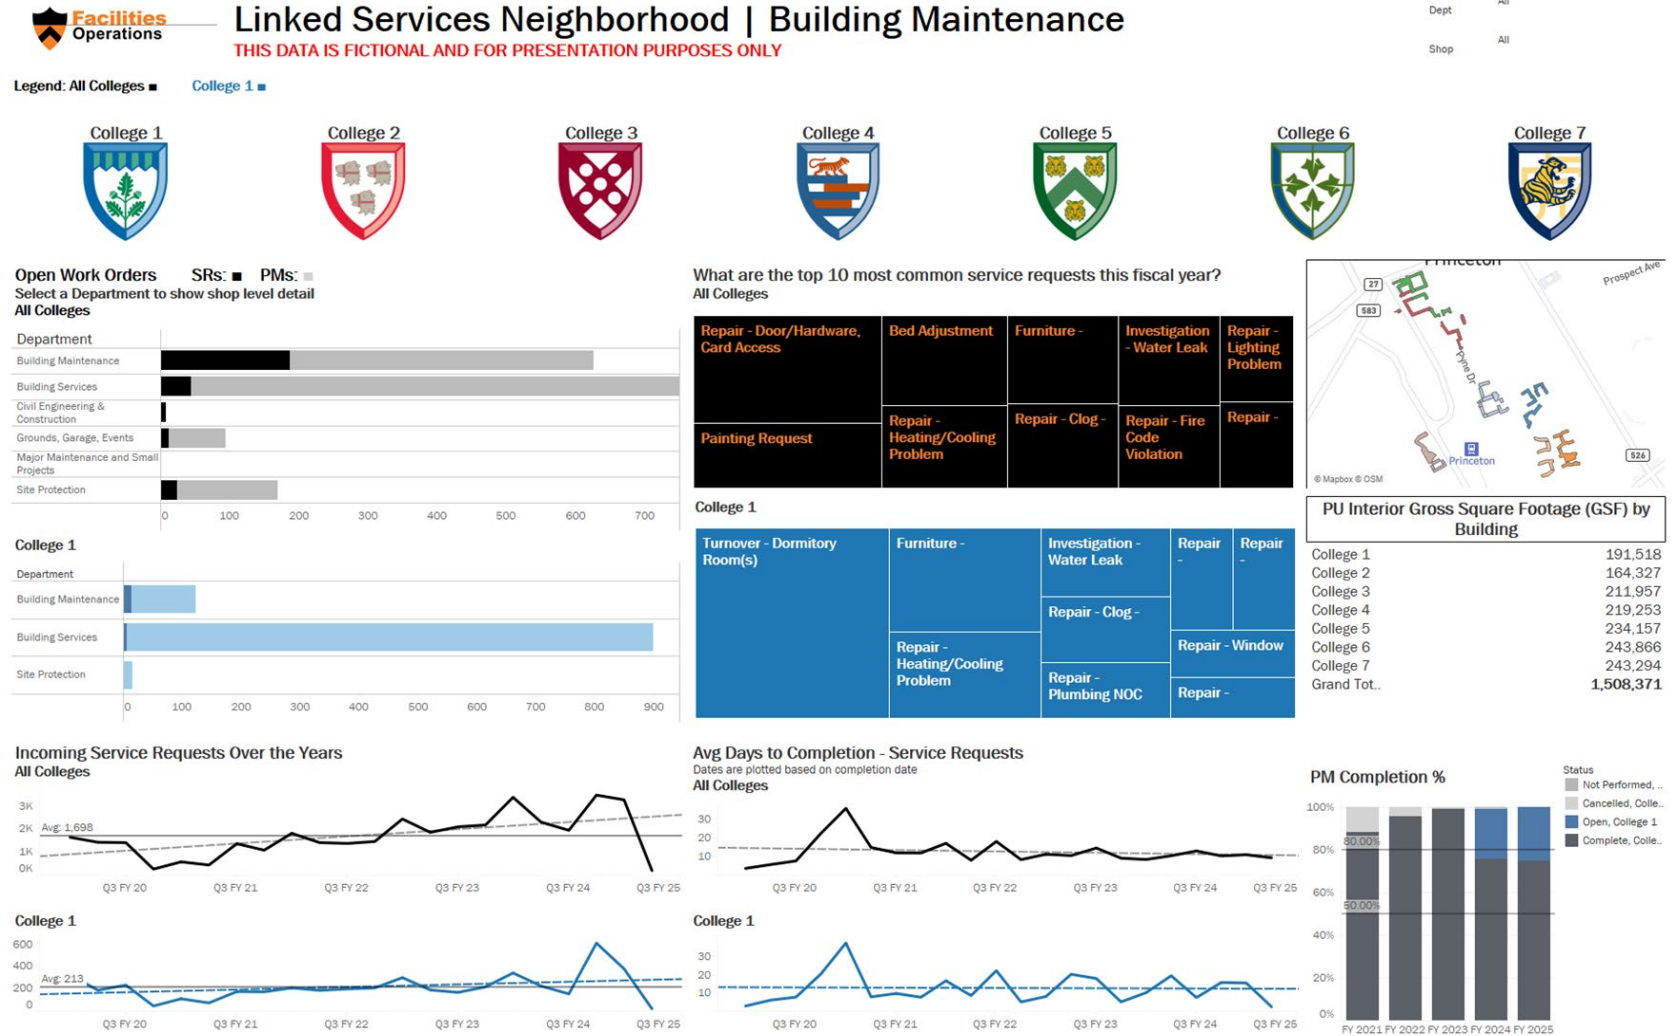 Facilities
Operations
Linked Services Neighborhood | Building Maintenance
THIS DATA IS FICTIONAL AND FOR PRESENTATION PURPOSES ONLY
All
Dept
All
Shop
Legend: All Colleges ■ College 1 ■
College 1 College 2 College 3 College 4 College 5 College 6 College 7
Open Work Orders SRs: ■ PMs: ■
Select a Department to show shop level detail
All Colleges
Department
Building Maintenance
Building Services
Civil Engineering &
Construction
Grounds, Garage, Events
Major Maintenance and Small
Projects
Site Protection
0 100 200 300 400 500 600 700
College 1
Department
Building Maintenance
Building Services
Site Protection
0 100 200 300 400 500 600 700 800 900
What are the top 10 most common service requests this fiscal year?
All Colleges
Repair - Door/Hardware,
Card Access
Painting Request
Bed Adjustment
Repair -
Heating/Cooling
Problem
Furniture -
Repair - Clog -
Investigation
- Water Leak
Repair - Fire
Code
Violation
Repair -
Lighting
Problem
Repair -
College 1
Turnover - Dormitory
Room(s)
Furniture -
Repair -
Heating/Cooling
Problem
Investigation -
Water Leak
Repair - Clog -
Repair -
Plumbing NOC
Repair
-
Repair
-
Repair - Window
Repair -
Princeton
Prospect Ave
27
583
Pyne Dr
Princeton
526
© Mapbox © OSM
PU Interior Gross Square Footage (GSF) by
Building
College 1 191,518
College 2 164,327
College 3 211,957
College 4 219,253
College 5 234,157
College 6 243,866
College 7 243,294
Grand Tot.. 1,508,371
Incoming Service Requests Over the Years
All Colleges
3K
2K
Avg: 1,698
1K
0K
Q3 FY 20 Q3 FY 21 Q3 FY 22 Q3 FY 23 Q3 FY 24 Q3 FY 25
College 1
600
400
Avg: 213
200
0
Q3 FY 20 Q3 FY 21 Q3 FY 22 Q3 FY 23 Q3 FY 24 Q3 FY 25
Avg Days to Completion - Service Requests
Dates are plotted based on completion date
All Colleges
30
20
10
Q3 FY 20 Q3 FY 21 Q3 FY 22 Q3 FY 23 Q3 FY 24 Q3 FY 25
College 1
30
20
10
Q3 FY 20 Q3 FY 21 Q3 FY 22 Q3 FY 23 Q3 FY 24 Q3 FY 25
PM Completion %
100%
80.00%
80%
60%
50.00%
40%
20%
0%
FY 2021 FY 2022 FY 2023 FY 2024 FY 2025
Status
Not Performed, ..
Cancelled, Colle..
Open, College 1
Complete, Colle..